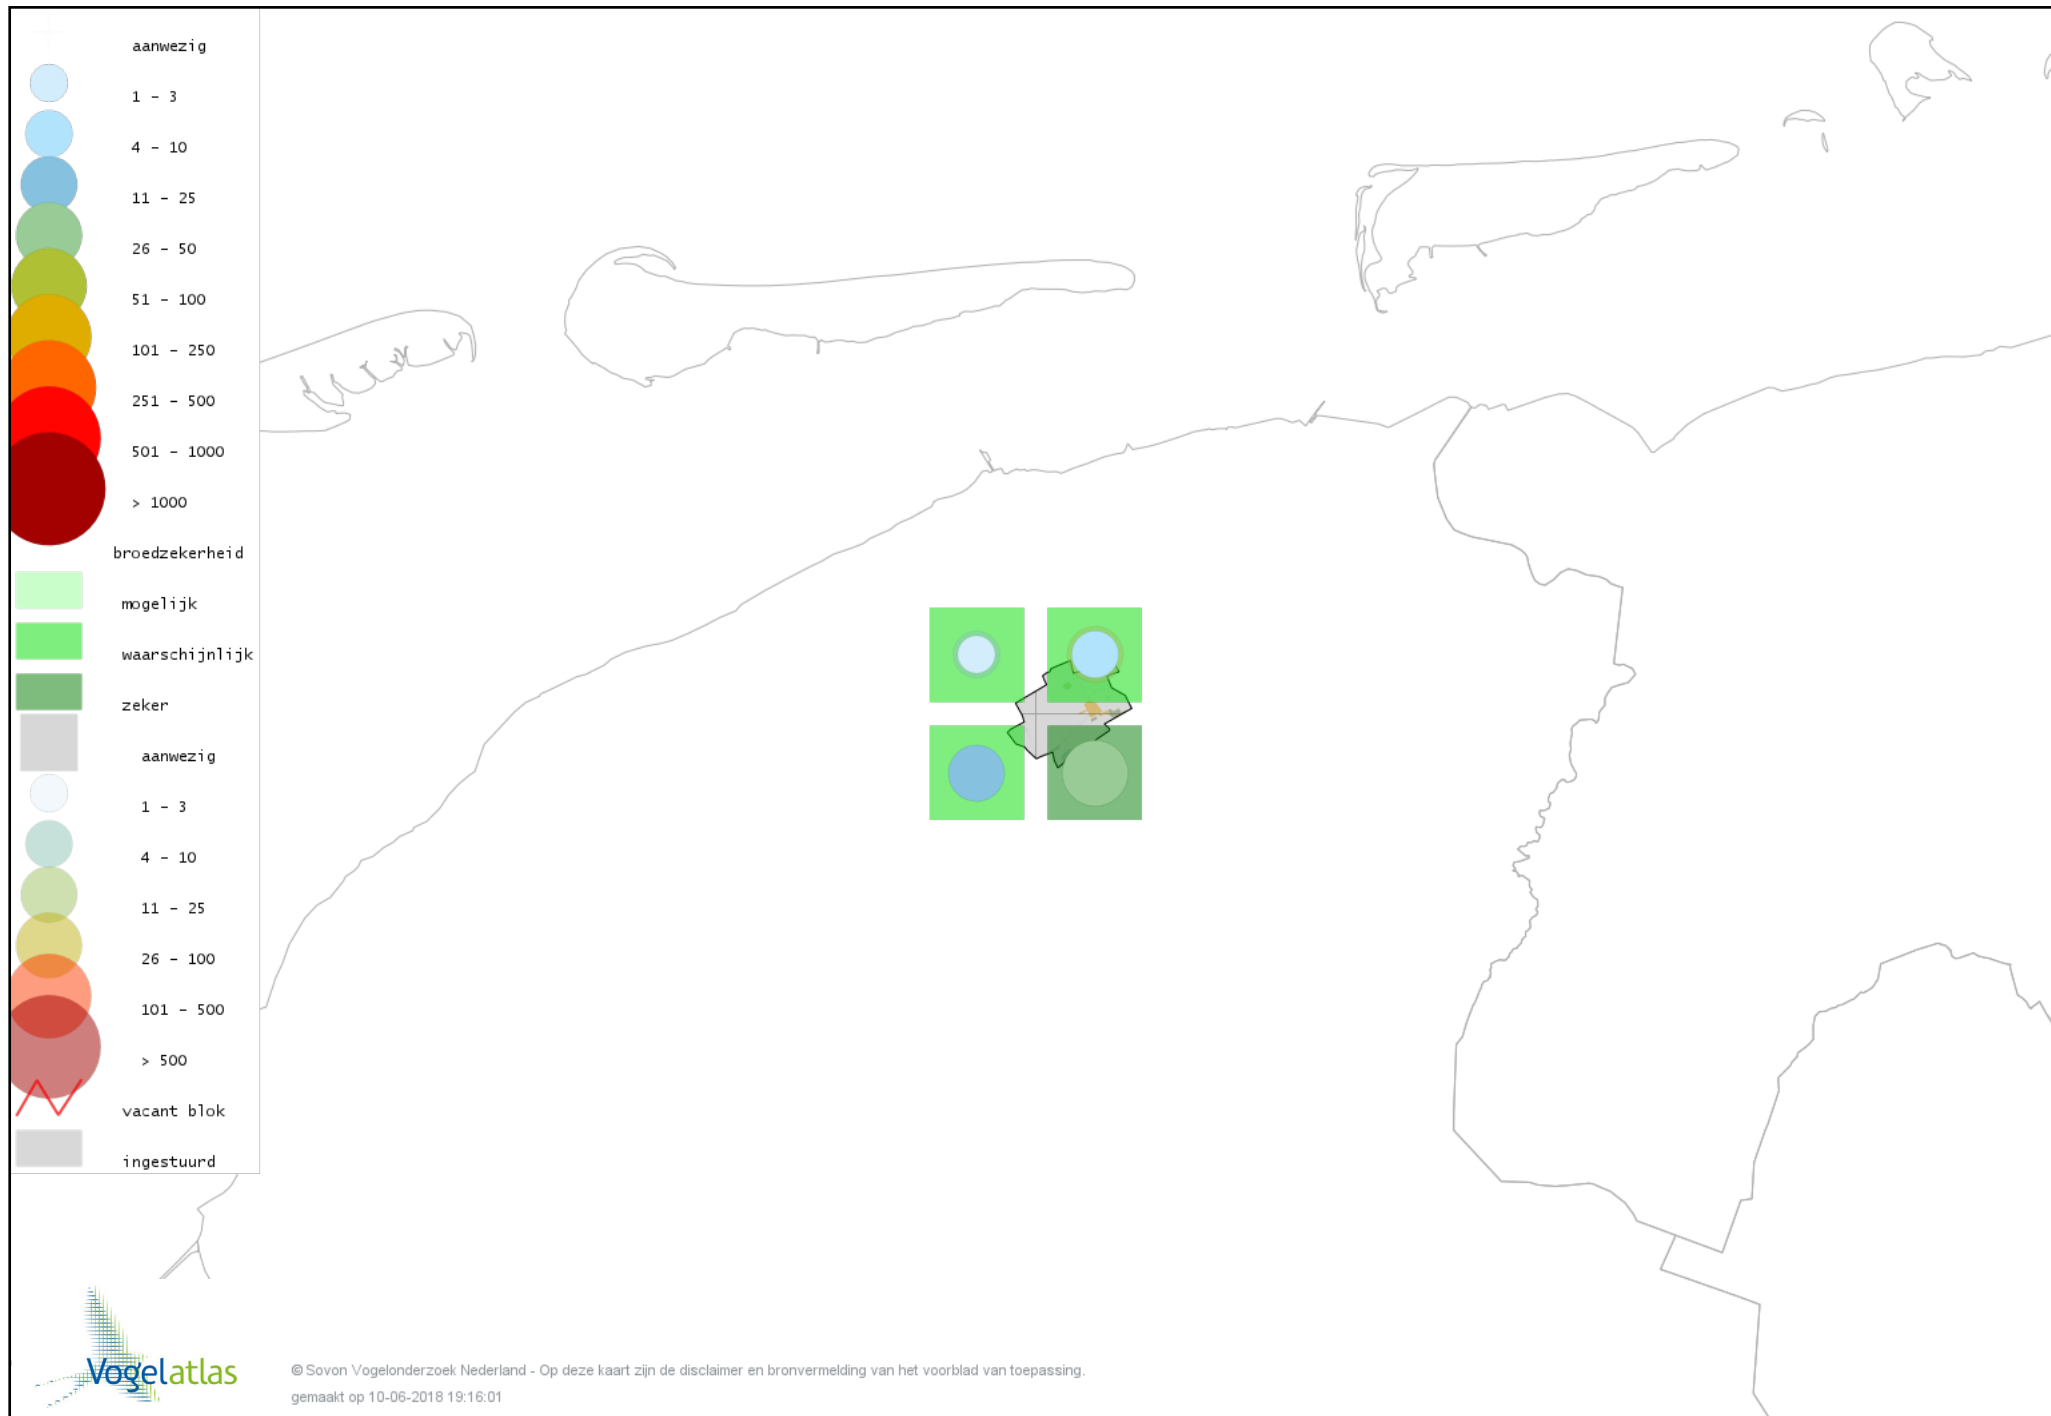 aanwezig
1 - 3
4 - 10
11 - 25
26 - 50
51 - 100
101 - 250
251 - 500
501 - 1000
> 1000
broedzekerheid
mogelijk
waarschijnlijk
zeker
aanwezig
1 - 3
4 - 10
11 - 25
26 - 100
101 - 500
> 500
vacant blok
ingestuurd
Vogelatlas
© Sovon Vogelonderzoek Nederland - Op deze kaart zijn de disclaimer en bronvermelding van het voorblad van toepassing.
gemaakt op 10-06-2018 19:16:01